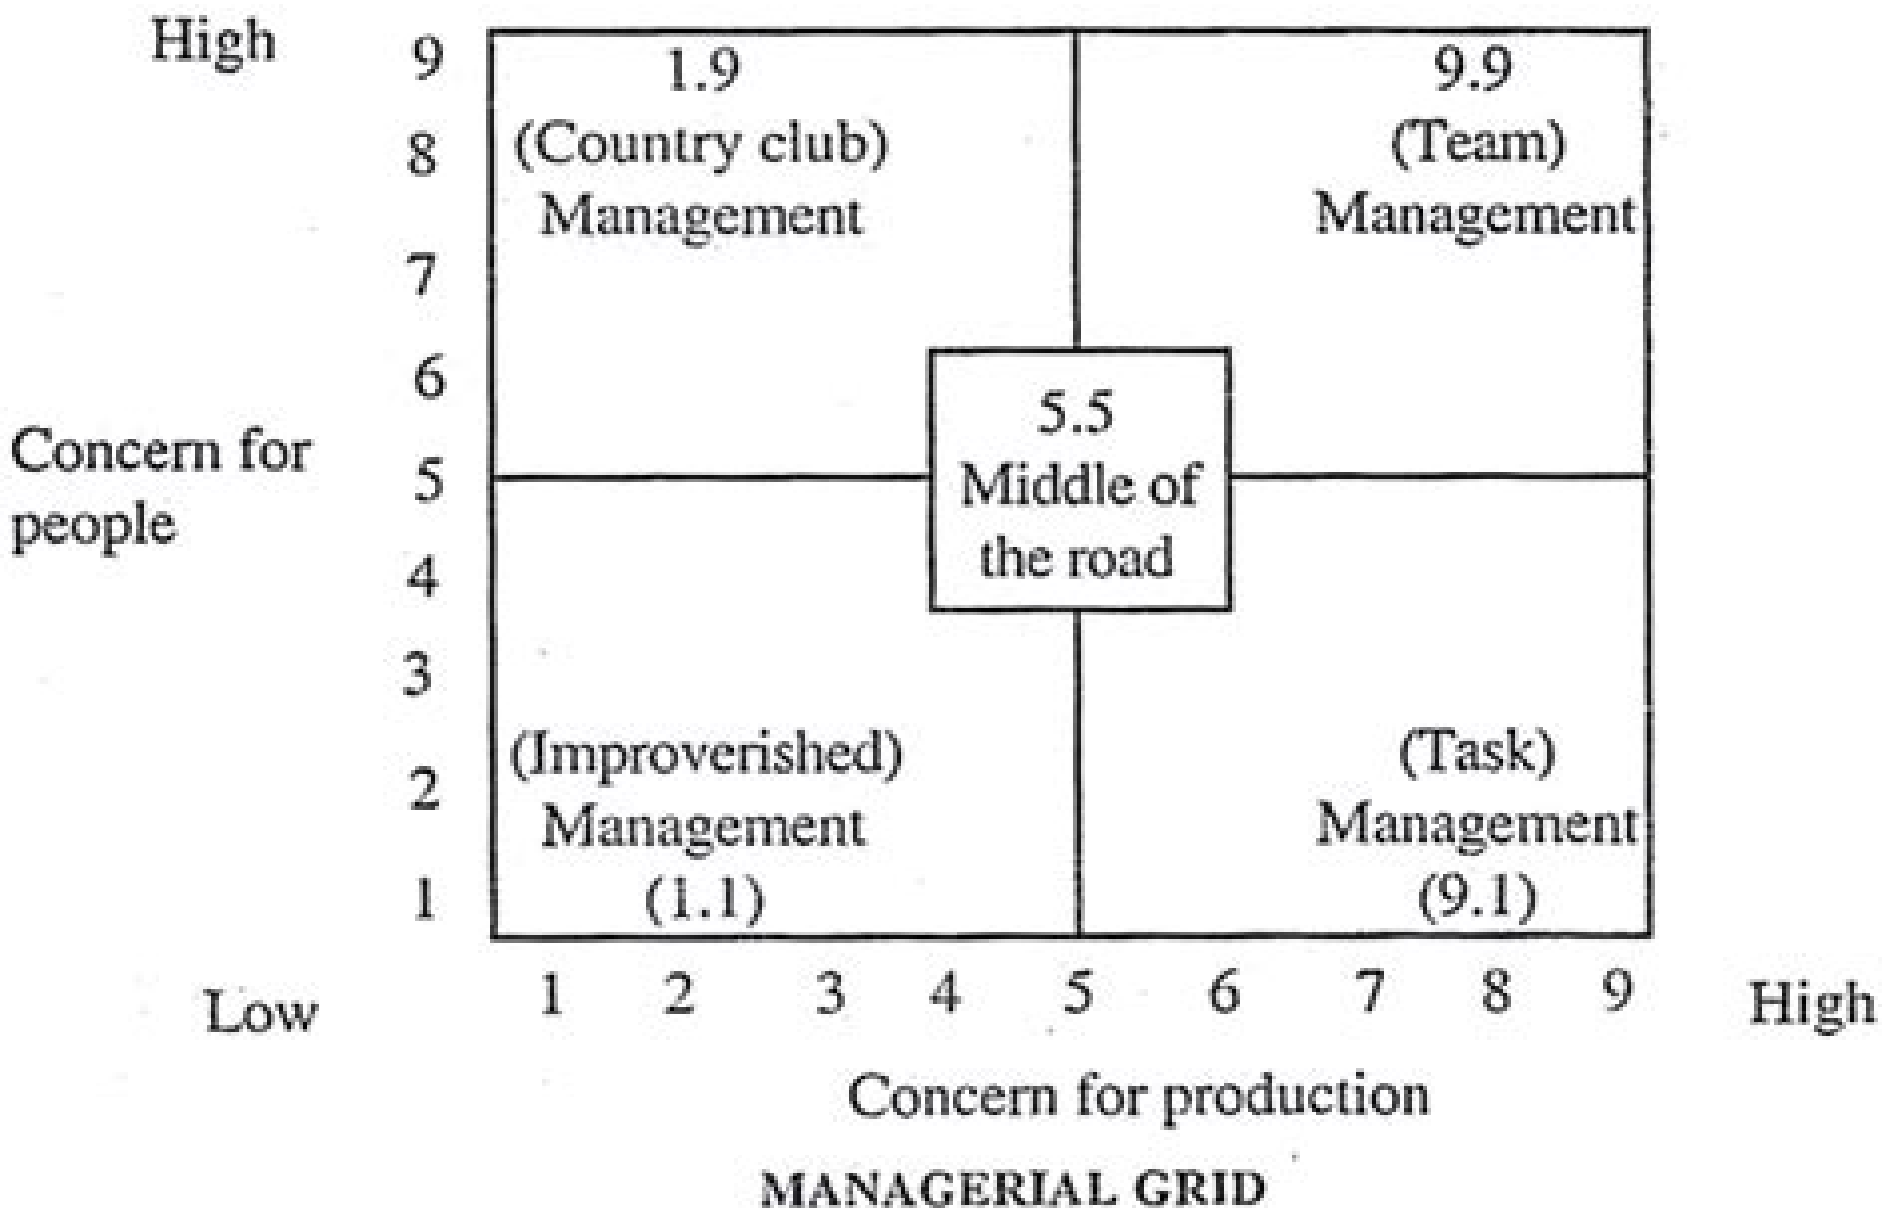 High
9
1.9
9.9
8
(Country club)
(Team)
Management
Management
7
6
5.5
Concern for
people
5
Middle of
the road
4
3
(Improverished)
(Task)
2
Management
Management
1
(1.1)
(9.1)
Low
1 2 3 4 5 6 7 8 9
High
Concern for production
MANAGERIAL GRID